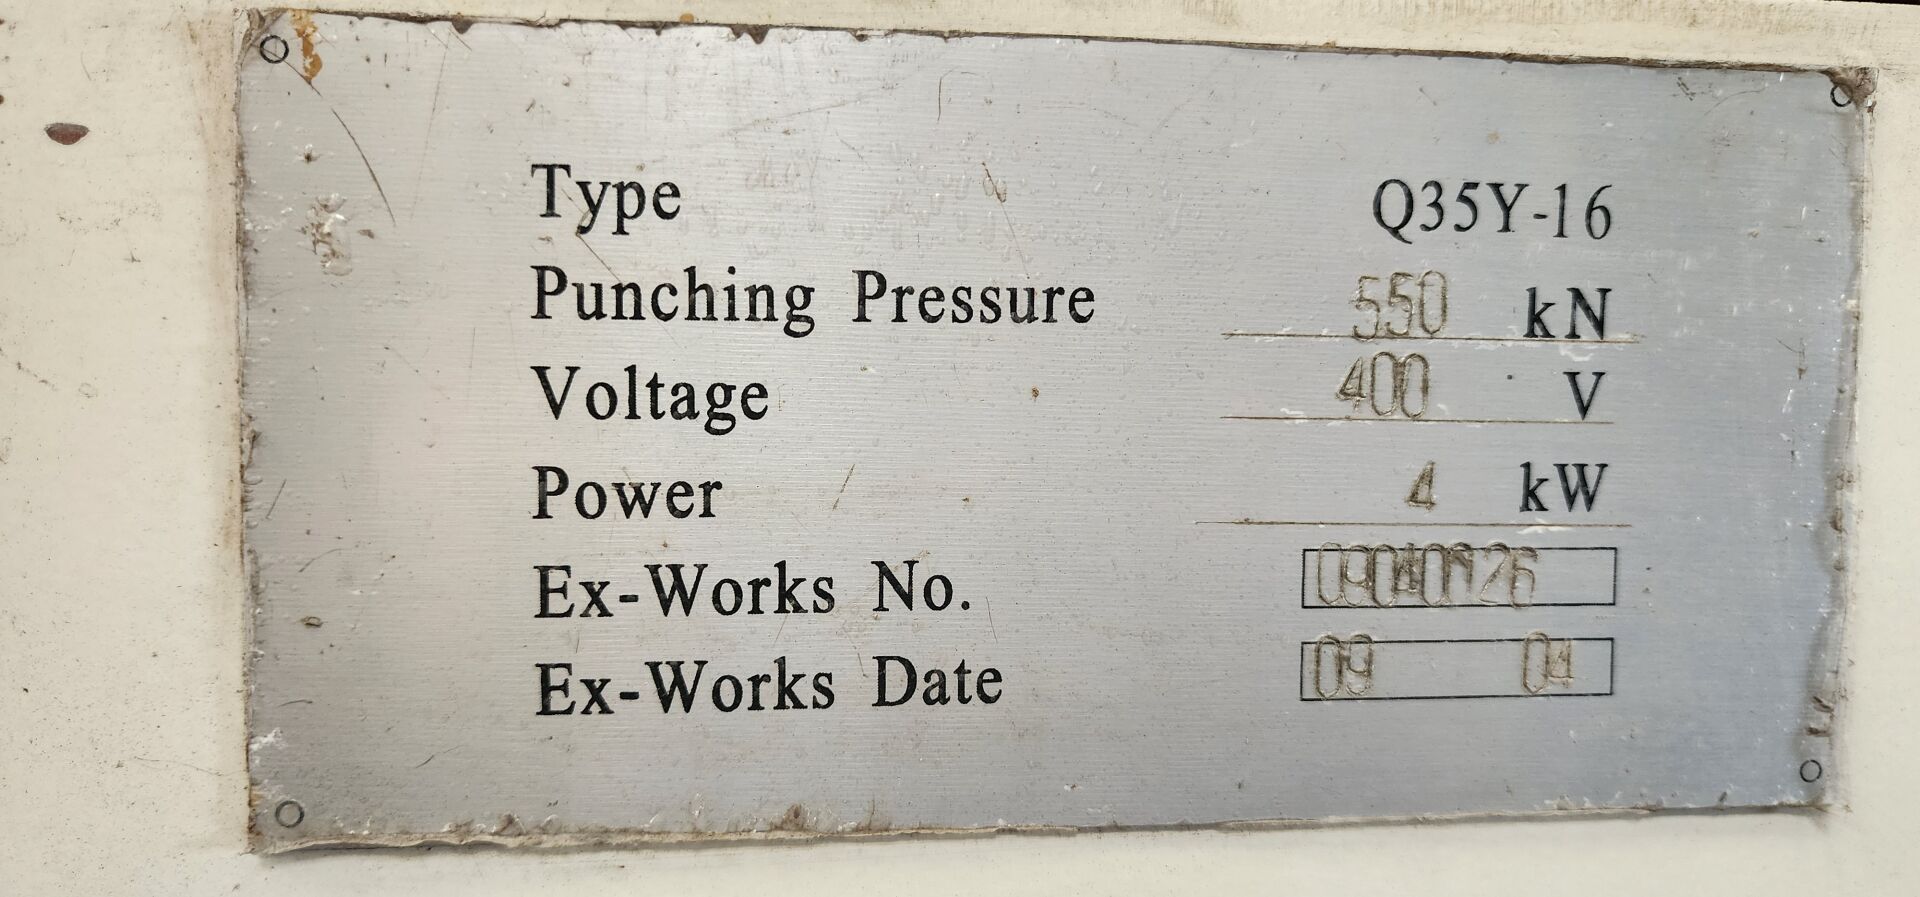 Type Q35Y-16
Punching Pressure 550 kN
Voltage 400 V
Power 4 kW
Ex-Works No.
Ex-Works Date 09 04